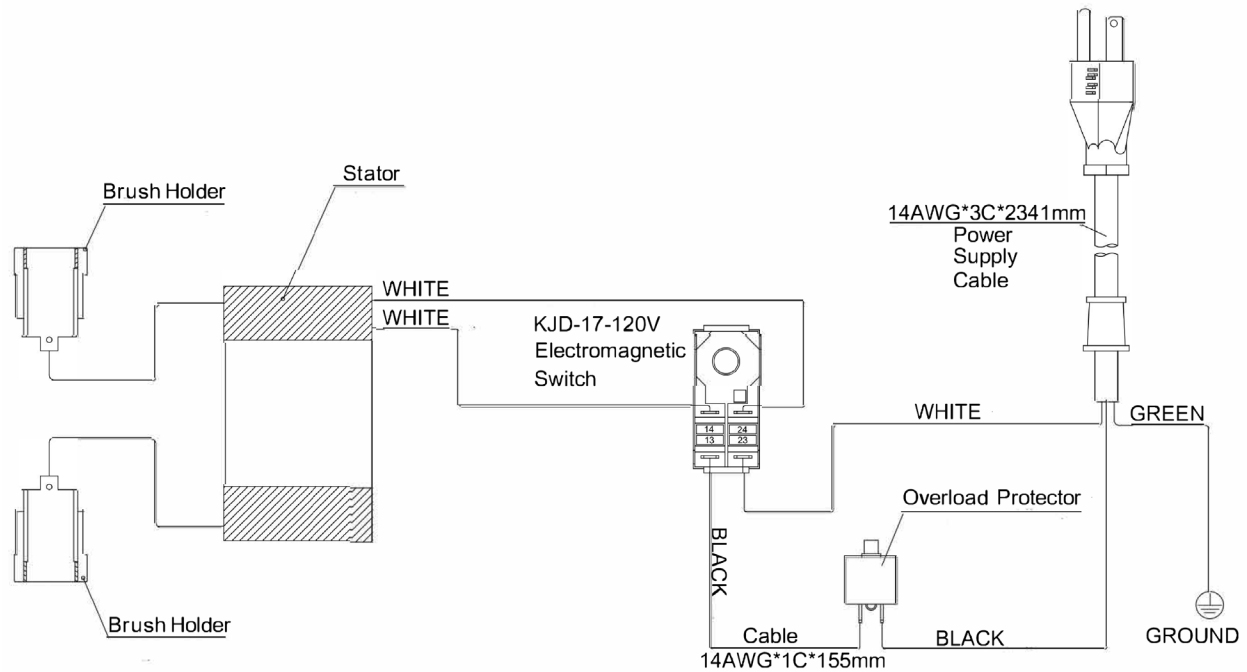 Stator
Brush Holder
14AWG*3C*2341mm
Power
Supply
Cable
WHITE
WHITE
KJD-17-120V
Electromagnetic
Switch
WHITE
GREEN
14 24
13 23
Overload Protector
BLACK
Brush Holder
Cable
14AWG*1C*155mm
BLACK
GROUND